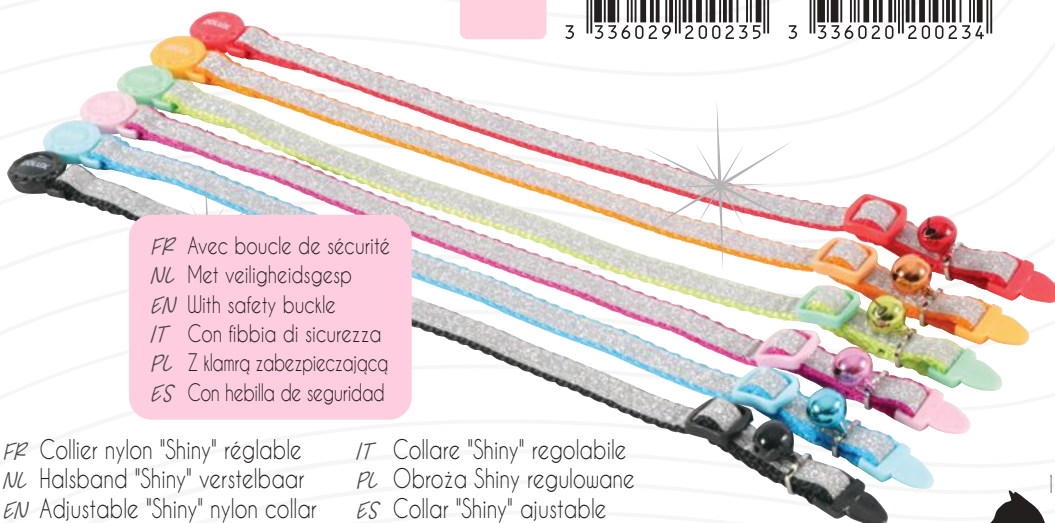 3 336029 200235
3 336020 200234
FR Avec boucle de sécurité
NL Met veiligheidsgesp
EN With safety buckle
IT Con fibbia di sicurezza
PL Z klamrą zabezpieczającą
ES Con hebilla de seguridad
FR Collier nylon "Shiny" réglable
NL Halsband "Shiny" verstelbaar
EN Adjustable "Shiny" nylon collar
IT Collare "Shiny" regolabile
PL Obroża Shiny regulowane
ES Collar "Shiny" ajustable